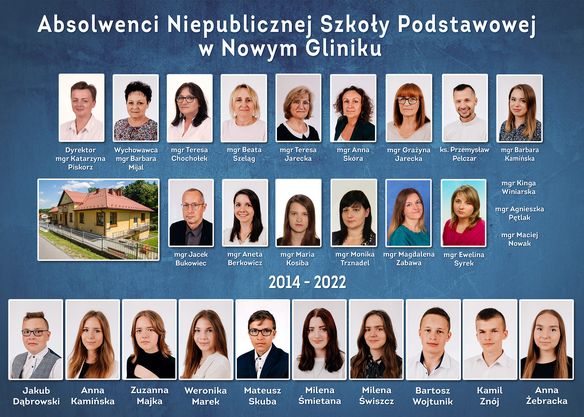 Absolwenci Niepublicznej Szkoły Podstawowej
w Nowym Gliniku
Dyrektor
mgr Katarzyna
Piskorz
Wychowawca
mgr Barbara
Mijal
mgr Teresa
Chochołek
mgr Beata
Szeląg
mgr Teresa
Jarecka
mgr Anna
Skóra
mgr Grażyna
Jarecka
ks. Przemysław
Pelczar
mgr Barbara
Kamińska
mgr Jacek
Bukowiec
mgr Aneta
Berkowicz
mgr Maria
Kosiba
mgr Monika
Trznadel
mgr Magdalena
Zabawa
mgr Ewelina
Syrek
mgr Kinga
Winiarska
mgr Agnieszka
Pętlak
mgr Maciej
Nowak
2014 - 2022
Jakub
Dąbrowski
Anna
Kamińska
Zuzanna
Majka
Weronika
Marek
Mateusz
Skuba
Milena
Śmietana
Milena
Świszcz
Bartosz
Wojtunik
Kamil
Znój
Anna
Żebracka